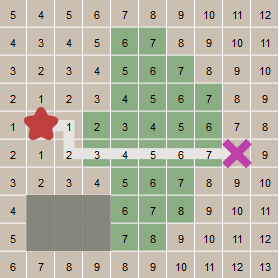 5 4 5 6 7 8 9 10 11 12
4 3 4 5 6 7 8 9 10 11
3 2 3 4 5 6 7 8 9 10
2 1 2 3 4 5 6 7 8 9
1 1 2 3 4 5 6 7 8
2 1 2 3 4 5 6 7 9
3 2 3 4 5 6 7 8 9 10
4 6 7 8 9 10 11
5 7 8 9 10 11 12
6 7 8 9 8 9 10 11 12 13